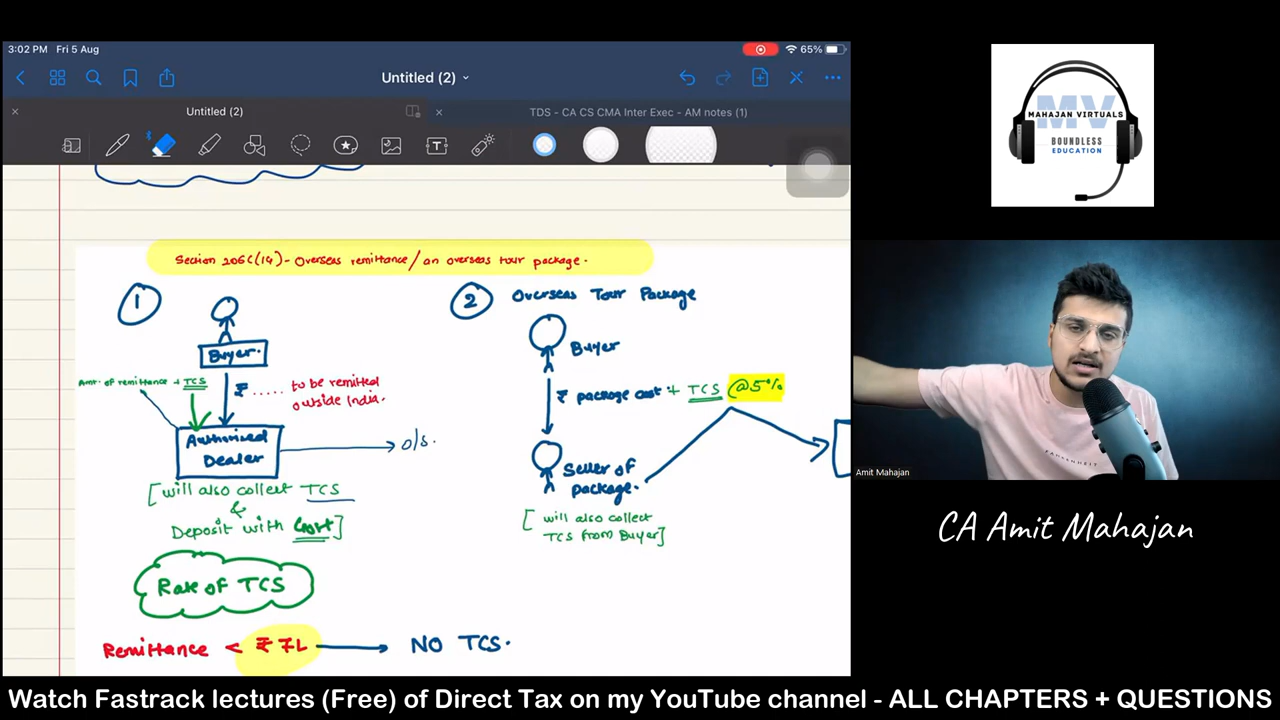 3:02 PM Fri 5 Aug
65%
Untitled (2)
Untitled (2)
TDS - CA CS CMA Inter Exec - AM notes (1)
Section 206C(1G) - Overseas remittance/an overseas tour package.
1
Buyer.
Amt. of remittance + TCS
₹ ..... to be remitted
outside India.
Authorised
Dealer
O/S.
[will also collect TCS
&
Deposit with Govt]
Rate of TCS
Remittance < ₹ 7L → NO TCS.
2 Overseas Tour Package
Buyer
₹ package cost + TCS @5%
Seller of
package.
[will also collect
TCS from Buyer]
MV
MAHAJAN VIRTUALS
BOUNDLESS
EDUCATION
FAHRENHEIT
Amit Mahajan
CA Amit Mahajan
Watch Fastrack lectures (Free) of Direct Tax on my YouTube channel - ALL CHAPTERS + QUESTIONS